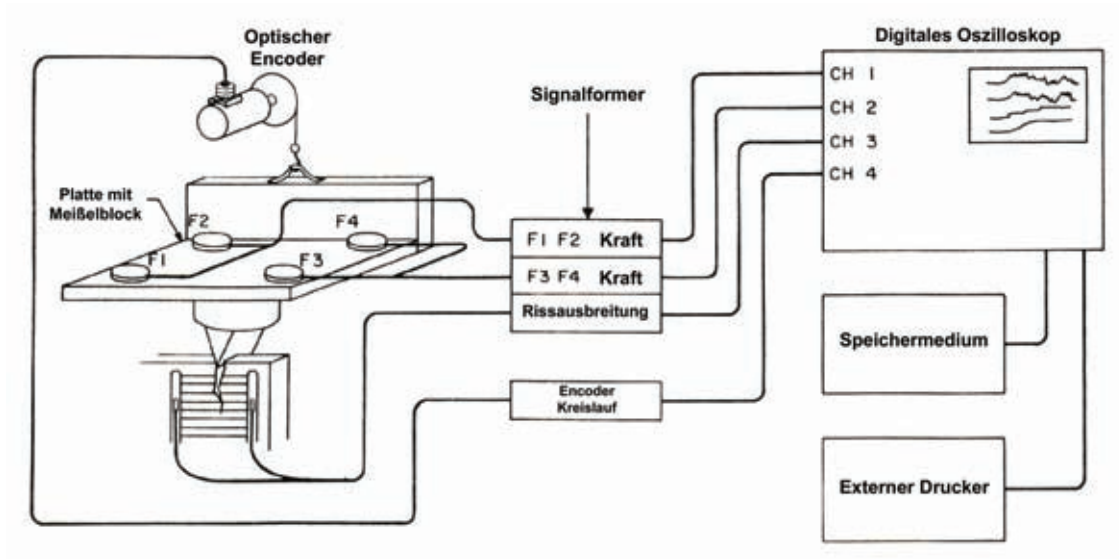 Optischer
Encoder
Digitales Oszilloskop
Signalformer
CH 1
CH 2
CH 3
CH 4
Platte mit
Meißelblock
F2
F4
F1
F3
F1 F2 Kraft
F3 F4 Kraft
Rissausbreitung
Encoder
Kreislauf
Speichermedium
Externer Drucker